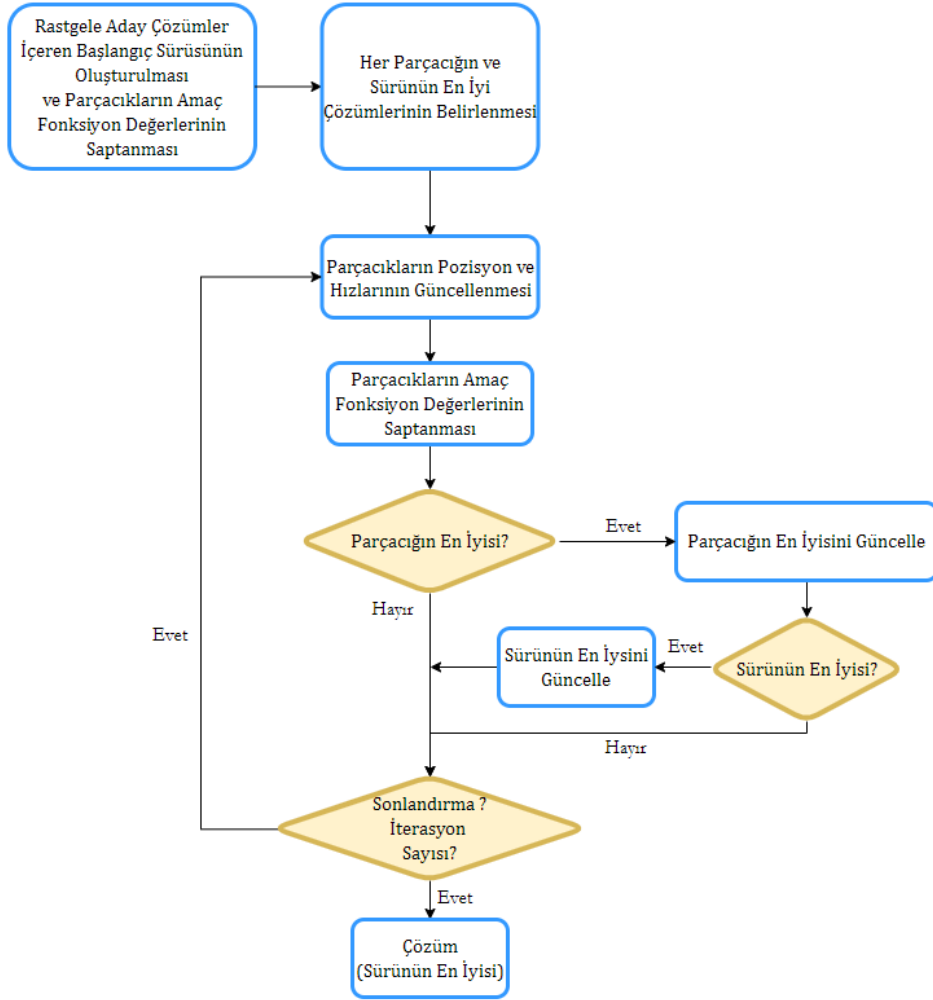 Rastgele Aday Çözümler
İçeren Başlangıç Sürüsünün
Oluşturulması
ve Parçacıkların Amaç
Fonksiyon Değerlerinin
Saptanması
Her Parçacığın ve
Sürünün En İyi
Çözümlerinin Belirlenmesi
Parçacıkların Pozisyon ve
Hızlarının Güncellenmesi
Parçacıkların Amaç
Fonksiyon Değerlerinin
Saptanması
Parçacığın En İyisi?
Evet
Parçacığın En İyisini Güncelle
Hayır
Evet
Sürünün En İysini
Güncelle
Evet
Sürünün En İyisi?
Hayır
Sonlandırma ?
İterasyon
Sayısı?
Evet
Çözüm
(Sürünün En İyisi)